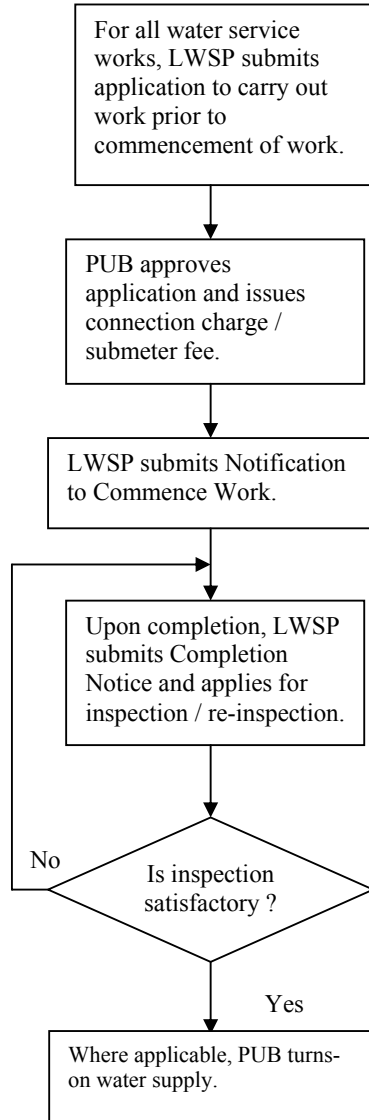 For all water service
works, LWSP submits
application to carry out
work prior to
commencement of work.
PUB approves
application and issues
connection charge /
submeter fee.
LWSP submits Notification
to Commence Work.
Upon completion, LWSP
submits Completion
Notice and applies for
inspection / re-inspection.
No
Is inspection
satisfactory ?
Yes
Where applicable, PUB turns-
on water supply.